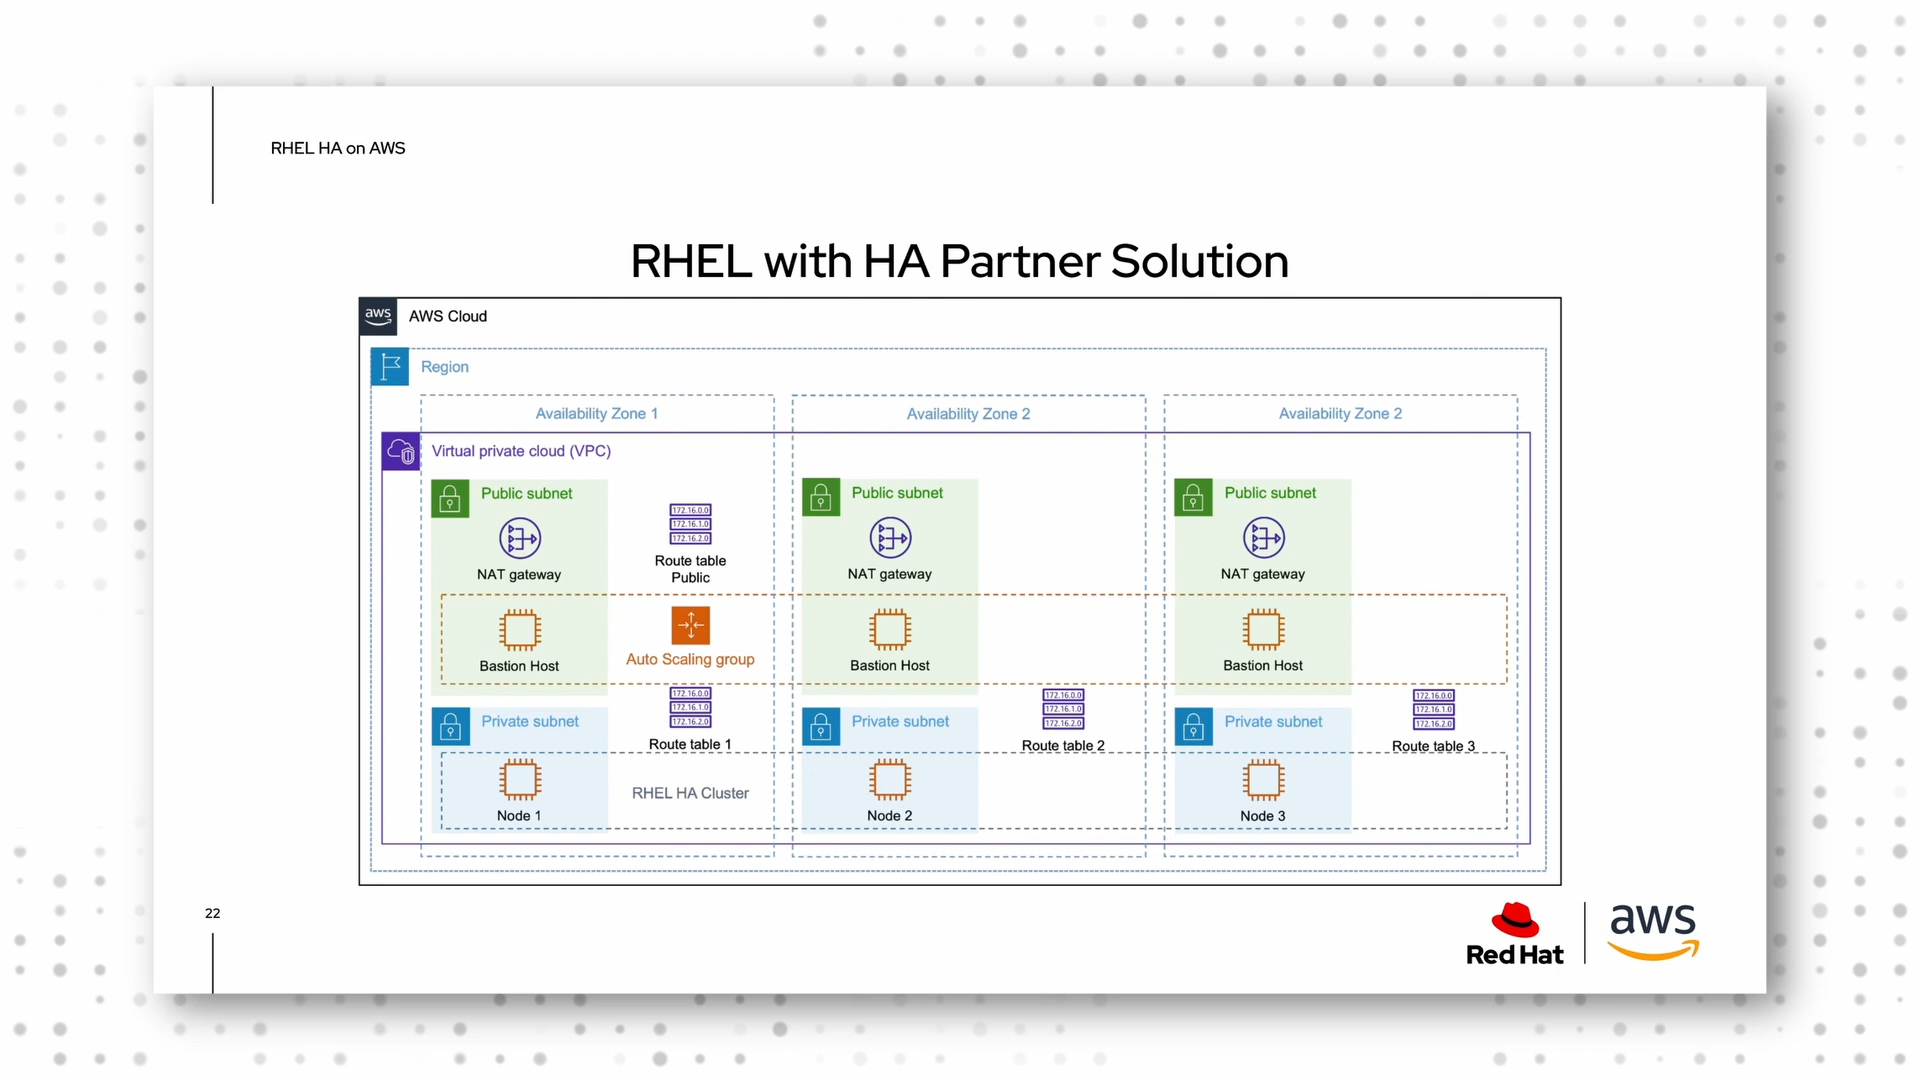 RHEL HA on AWS
RHEL with HA Partner Solution
aws
AWS Cloud
Region
Availability Zone 1
Availability Zone 2
Availability Zone 2
Virtual private cloud (VPC)
Public subnet
NAT gateway
172.16.0.0
172.16.1.0
172.16.2.0
Route table
Public
Public subnet
NAT gateway
Public subnet
NAT gateway
Bastion Host
Auto Scaling group
Bastion Host
Bastion Host
Private subnet
172.16.0.0
172.16.1.0
172.16.2.0
Route table 1
Private subnet
172.16.0.0
172.16.1.0
172.16.2.0
Route table 2
Private subnet
172.16.0.0
172.16.1.0
172.16.2.0
Route table 3
Node 1
RHEL HA Cluster
Node 2
Node 3
22
Red Hat
aws